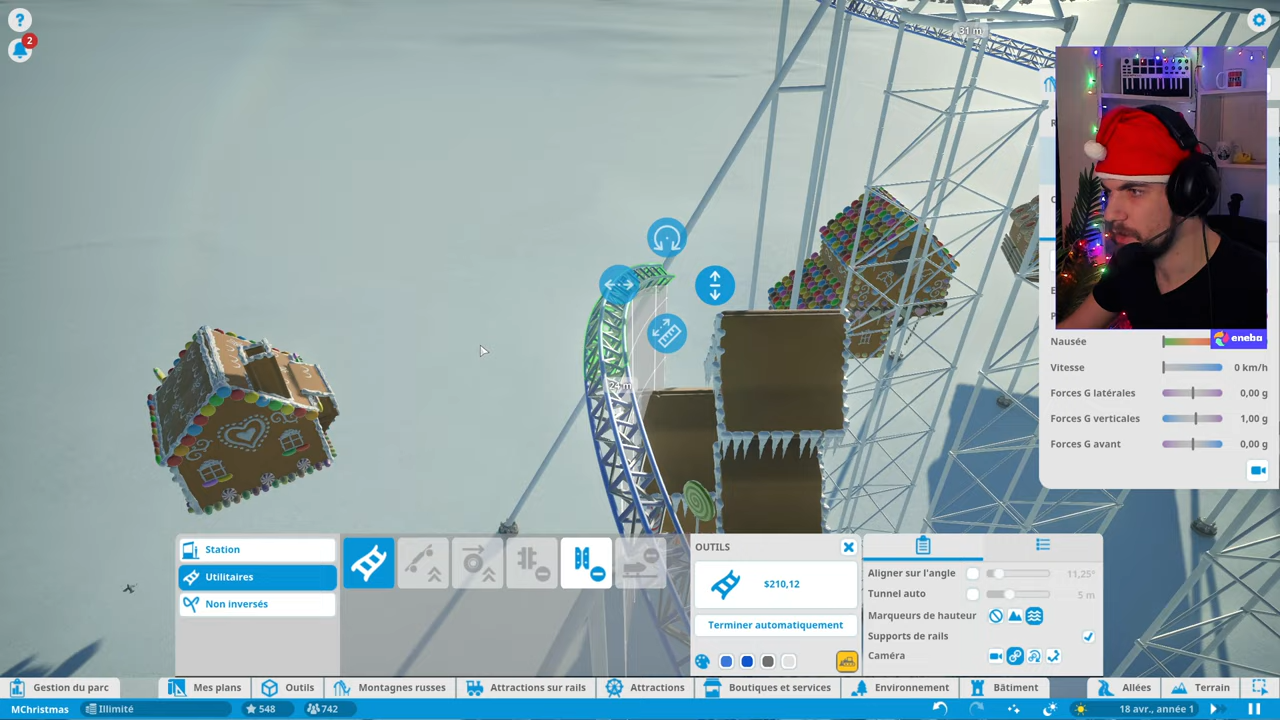 ?
2
31 m
eneba
Nausée
Vitesse 0 km/h
Forces G latérales 0,00 g
Forces G verticales 1,00 g
Forces G avant 0,00 g
24 m
Station
Utilitaires
Non inversés
OUTILS
$210,12
Terminer automatiquement
Aligner sur l'angle 11,25°
Tunnel auto 5 m
Marqueurs de hauteur
Supports de rails
Caméra
Gestion du parc
Mes plans
Outils
Montagnes russes
Attractions sur rails
Attractions
Boutiques et services
Environnement
Bâtiment
Allées
Terrain
MChristmas
Illimité
548
742
18 avr., année 1